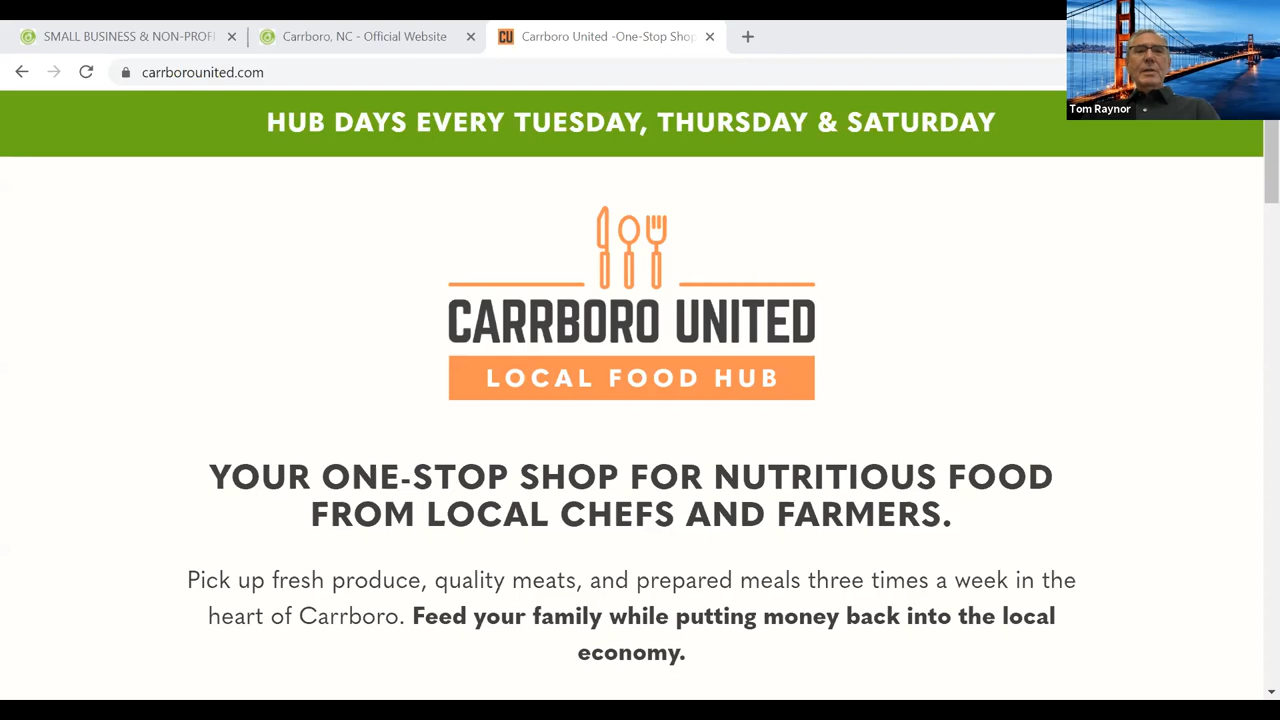 SMALL BUSINESS & NON-PROFI
Carrboro, NC - Official Website
CU
Carrboro United -One-Stop Shop
carrborounited.com
Tom Raynor
HUB DAYS EVERY TUESDAY, THURSDAY & SATURDAY
CARRBORO UNITED
LOCAL FOOD HUB
YOUR ONE-STOP SHOP FOR NUTRITIOUS FOOD
FROM LOCAL CHEFS AND FARMERS.
Pick up fresh produce, quality meats, and prepared meals three times a week in the
heart of Carrboro. Feed your family while putting money back into the local
economy.